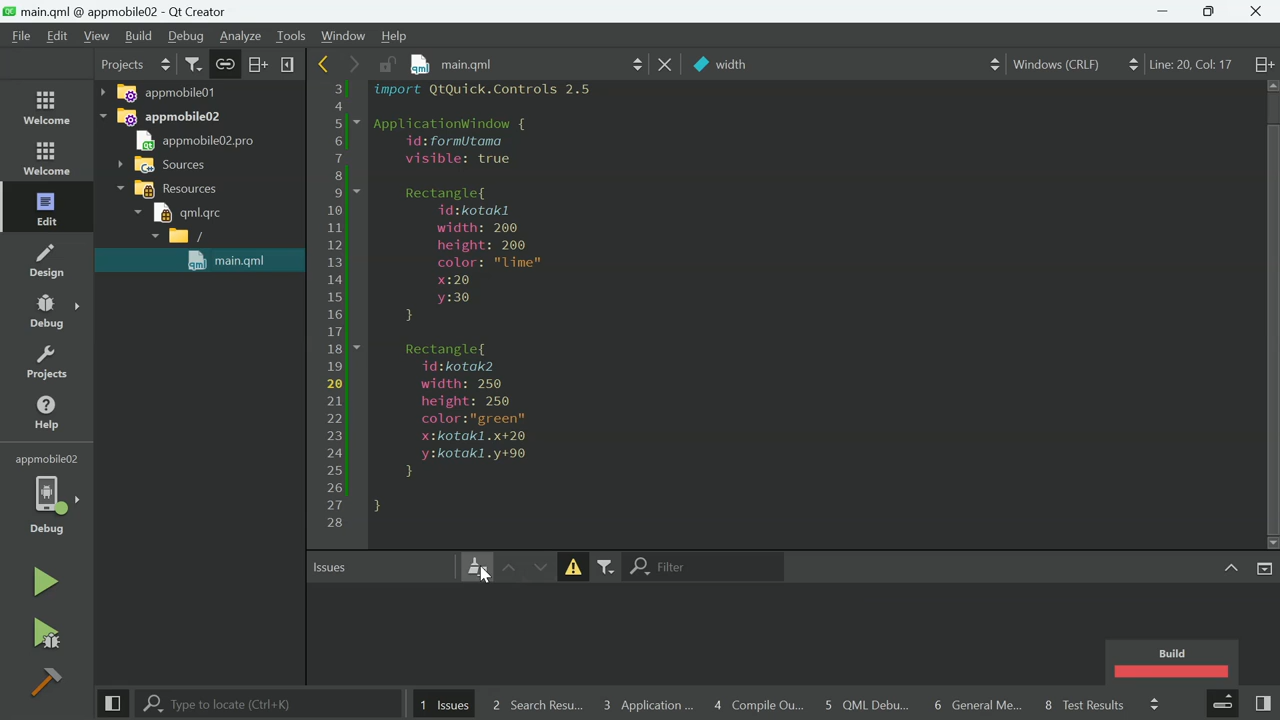 main.qml @ appmobile02 - Qt Creator
File Edit View Build Debug Analyze Tools Window Help
Projects main.qml width Windows (CRLF) Line: 20, Col: 17
Welcome
Welcome
Edit
Design
Debug
Projects
Help
appmobile02
Debug
appmobile01
appmobile02
appmobile02.pro
Sources
Resources
qml.qrc
/
main.qml
3 import QtQuick.Controls 2.5
4
5 ApplicationWindow {
6 id:formUtama
7 visible: true
8
9 Rectangle{
10 id:kotak1
11 width: 200
12 height: 200
13 color: "lime"
14 x:20
15 y:30
16 }
17
18 Rectangle{
19 id:kotak2
20 width: 250
21 height: 250
22 color:"green"
23 x:kotak1.x+20
24 y:kotak1.y+90
25 }
26
27 }
28
Issues Filter
Build
Type to locate (Ctrl+K) 1 Issues 2 Search Resu... 3 Application ... 4 Compile Ou... 5 QML Debu... 6 General Me... 8 Test Results